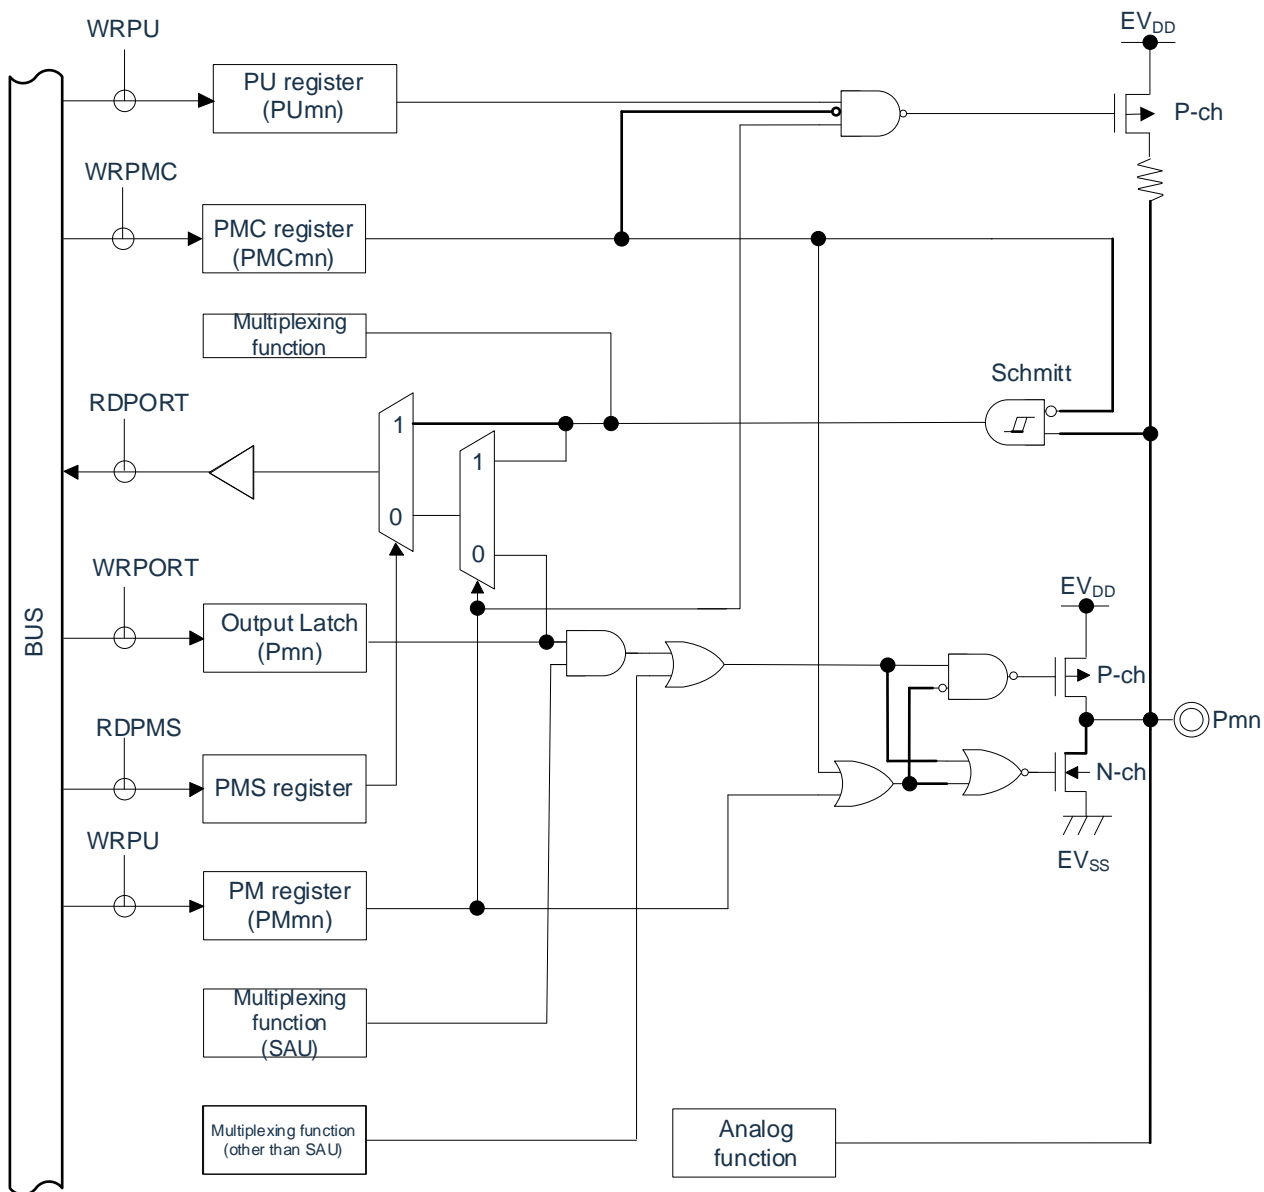 WRPU
EVDD
PU register
(PUmn)
P-ch
WRPMC
PMC register
(PMCmn)
Multiplexing
function
Schmitt
RDPORT
1
1
0
0
WRPORT
EVDD
BUS
Output Latch
(Pmn)
P-ch
Pmn
RDPMS
PMS register
N-ch
WRPU
EVSS
PM register
(PMmn)
Multiplexing
function
(SAU)
Multiplexing function
(other than SAU)
Analog
function